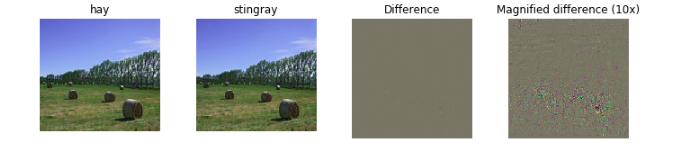 hay
stingray
Difference
Magnified difference (10x)